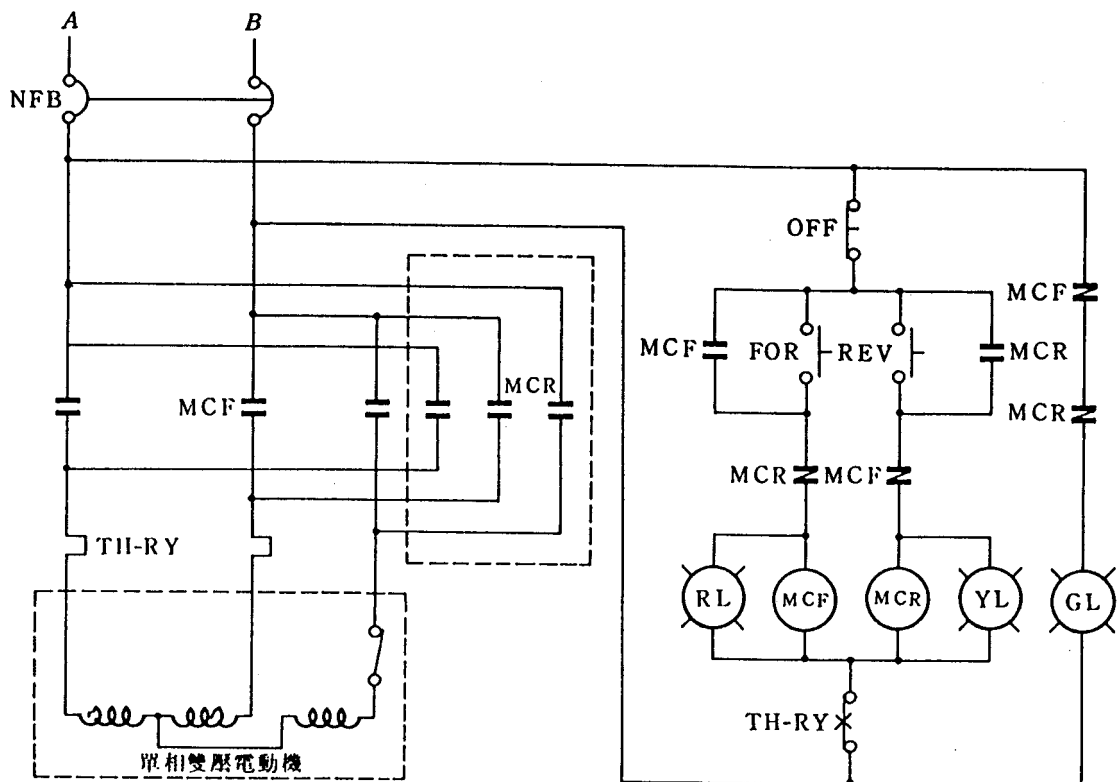 A
B
NFB
OFF
MCF
MCF
FOR
REV
MCR
MCR
MCF
MCR
MCR
MCF
TH-RY
RL
MCF
MCR
YL
GL
TH-RY
單相雙壓電動機